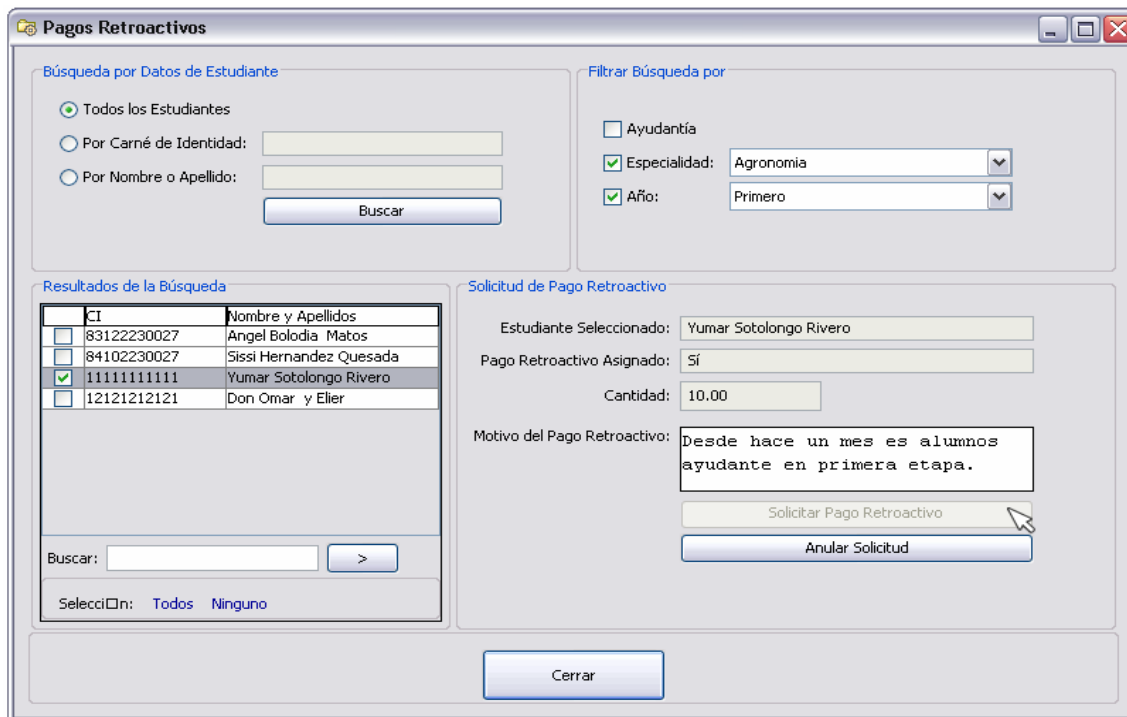 Pagos Retroactivos
Búsqueda por Datos de Estudiante
Todos los Estudiantes
Por Carné de Identidad:
Por Nombre o Apellido:
Buscar
Filtrar Búsqueda por
Ayudantía
Especialidad: Agronomia
Año: Primero
Resultados de la Búsqueda
CI Nombre y Apellidos
83122230027 Angel Bolodia Matos
84102230027 Sissi Hernandez Quesada
11111111111 Yumar Sotolongo Rivero
12121212121 Don Omar y Elier
Buscar: >
Selecci□n: Todos Ninguno
Solicitud de Pago Retroactivo
Estudiante Seleccionado: Yumar Sotolongo Rivero
Pago Retroactivo Asignado: Sí
Cantidad: 10.00
Motivo del Pago Retroactivo: Desde hace un mes es alumnos
ayudante en primera etapa.
Solicitar Pago Retroactivo
Anular Solicitud
Cerrar